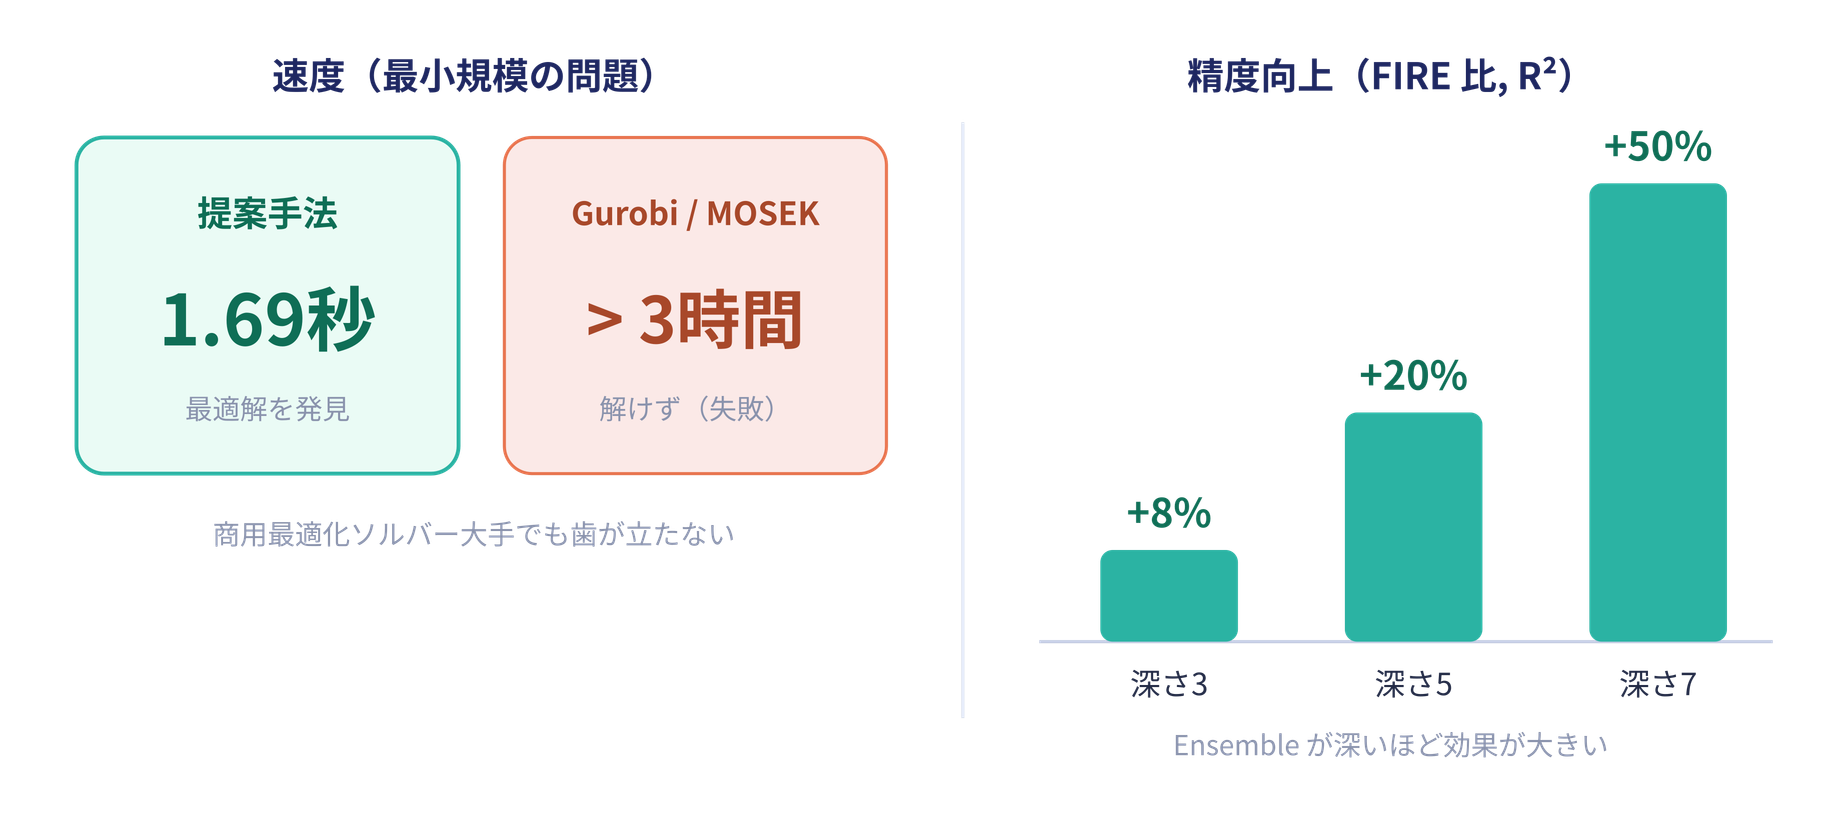 速度（最小規模の問題）
提案手法
1.69秒
最適解を発見
Gurobi / MOSEK
> 3時間
解けず（失敗）
商用最適化ソルバー大手でも歯が立たない
精度向上（FIRE 比, R²）
+8%
+20%
+50%
深さ3
深さ5
深さ7
Ensemble が深いほど効果が大きい